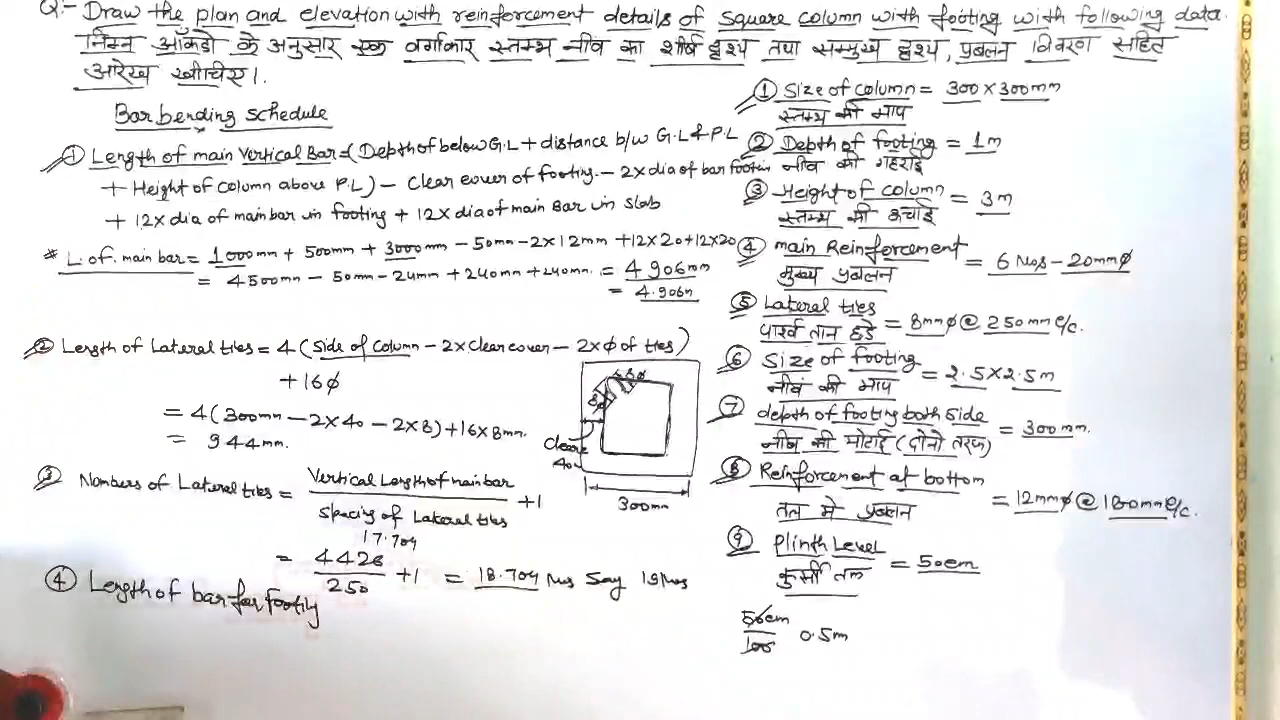 Q:- Draw the plan and elevation with reinforcement details of square column with footing with following data.
निम्न आँकडो के अनुसार एक वर्गाकार स्तम्भ नींव का शीर्ष दृश्य तथा सम्मुख दृश्य, प्रबलन विवरण सहित
आरेख खीचिए।
Bar bending schedule
① Length of main Vertical Bar = (Depth of below G.L + distance b/w G.L & P.L
+ Height of column above P.L) - Clear cover of footing - 2x dia of bar footin
+ 12x dia of main bar in footing + 12x dia of main Bar in slab
* L. of. main bar = 1000mm + 500mm + 3000mm - 50mm - 2x12mm + 12x20 + 12x20
= 4500mm - 50mm - 24mm + 240mm + 240mm. = 4906mm
= 4.906m
② Length of Lateral ties = 4 (Side of Column - 2x Clear cover - 2xϕ of ties)
+ 16ϕ
= 4(300mm - 2x40 - 2x8) + 16x8mm.
= 944mm.
8ϕ
Clear
40
300mm
③ Numbers of Lateral ties = Vertical Length of main bar
+1
spacing of Lateral ties
17.704
= 4426
250
+1 = 18.704 Nos Say 19Nos
④ Length of bar for footing
① Size of column = 300 x 300mm
स्तम्भ की माप
② Depth of footing = 1m
नींव की गहराई
③ Height of column = 3m
स्तम्भ की ऊचाई
④ main Reinforcement = 6 Nos - 20mmϕ
मुख्य प्रबलन
⑤ Lateral ties
पार्श्व तान छड़े = 8mmϕ @ 250mm c/c.
⑥ Size of footing = 2.5 x 2.5m
नींव की माप
⑦ depth of footing both side = 300mm.
नींव की मोटाई (दोनो तरफ)
⑧ Reinforcement at bottom = 12mmϕ @ 180mm c/c.
तल मे प्रबलन
⑨ Plinth Level = 50cm
कुर्सी तल
50cm
100
0.5m